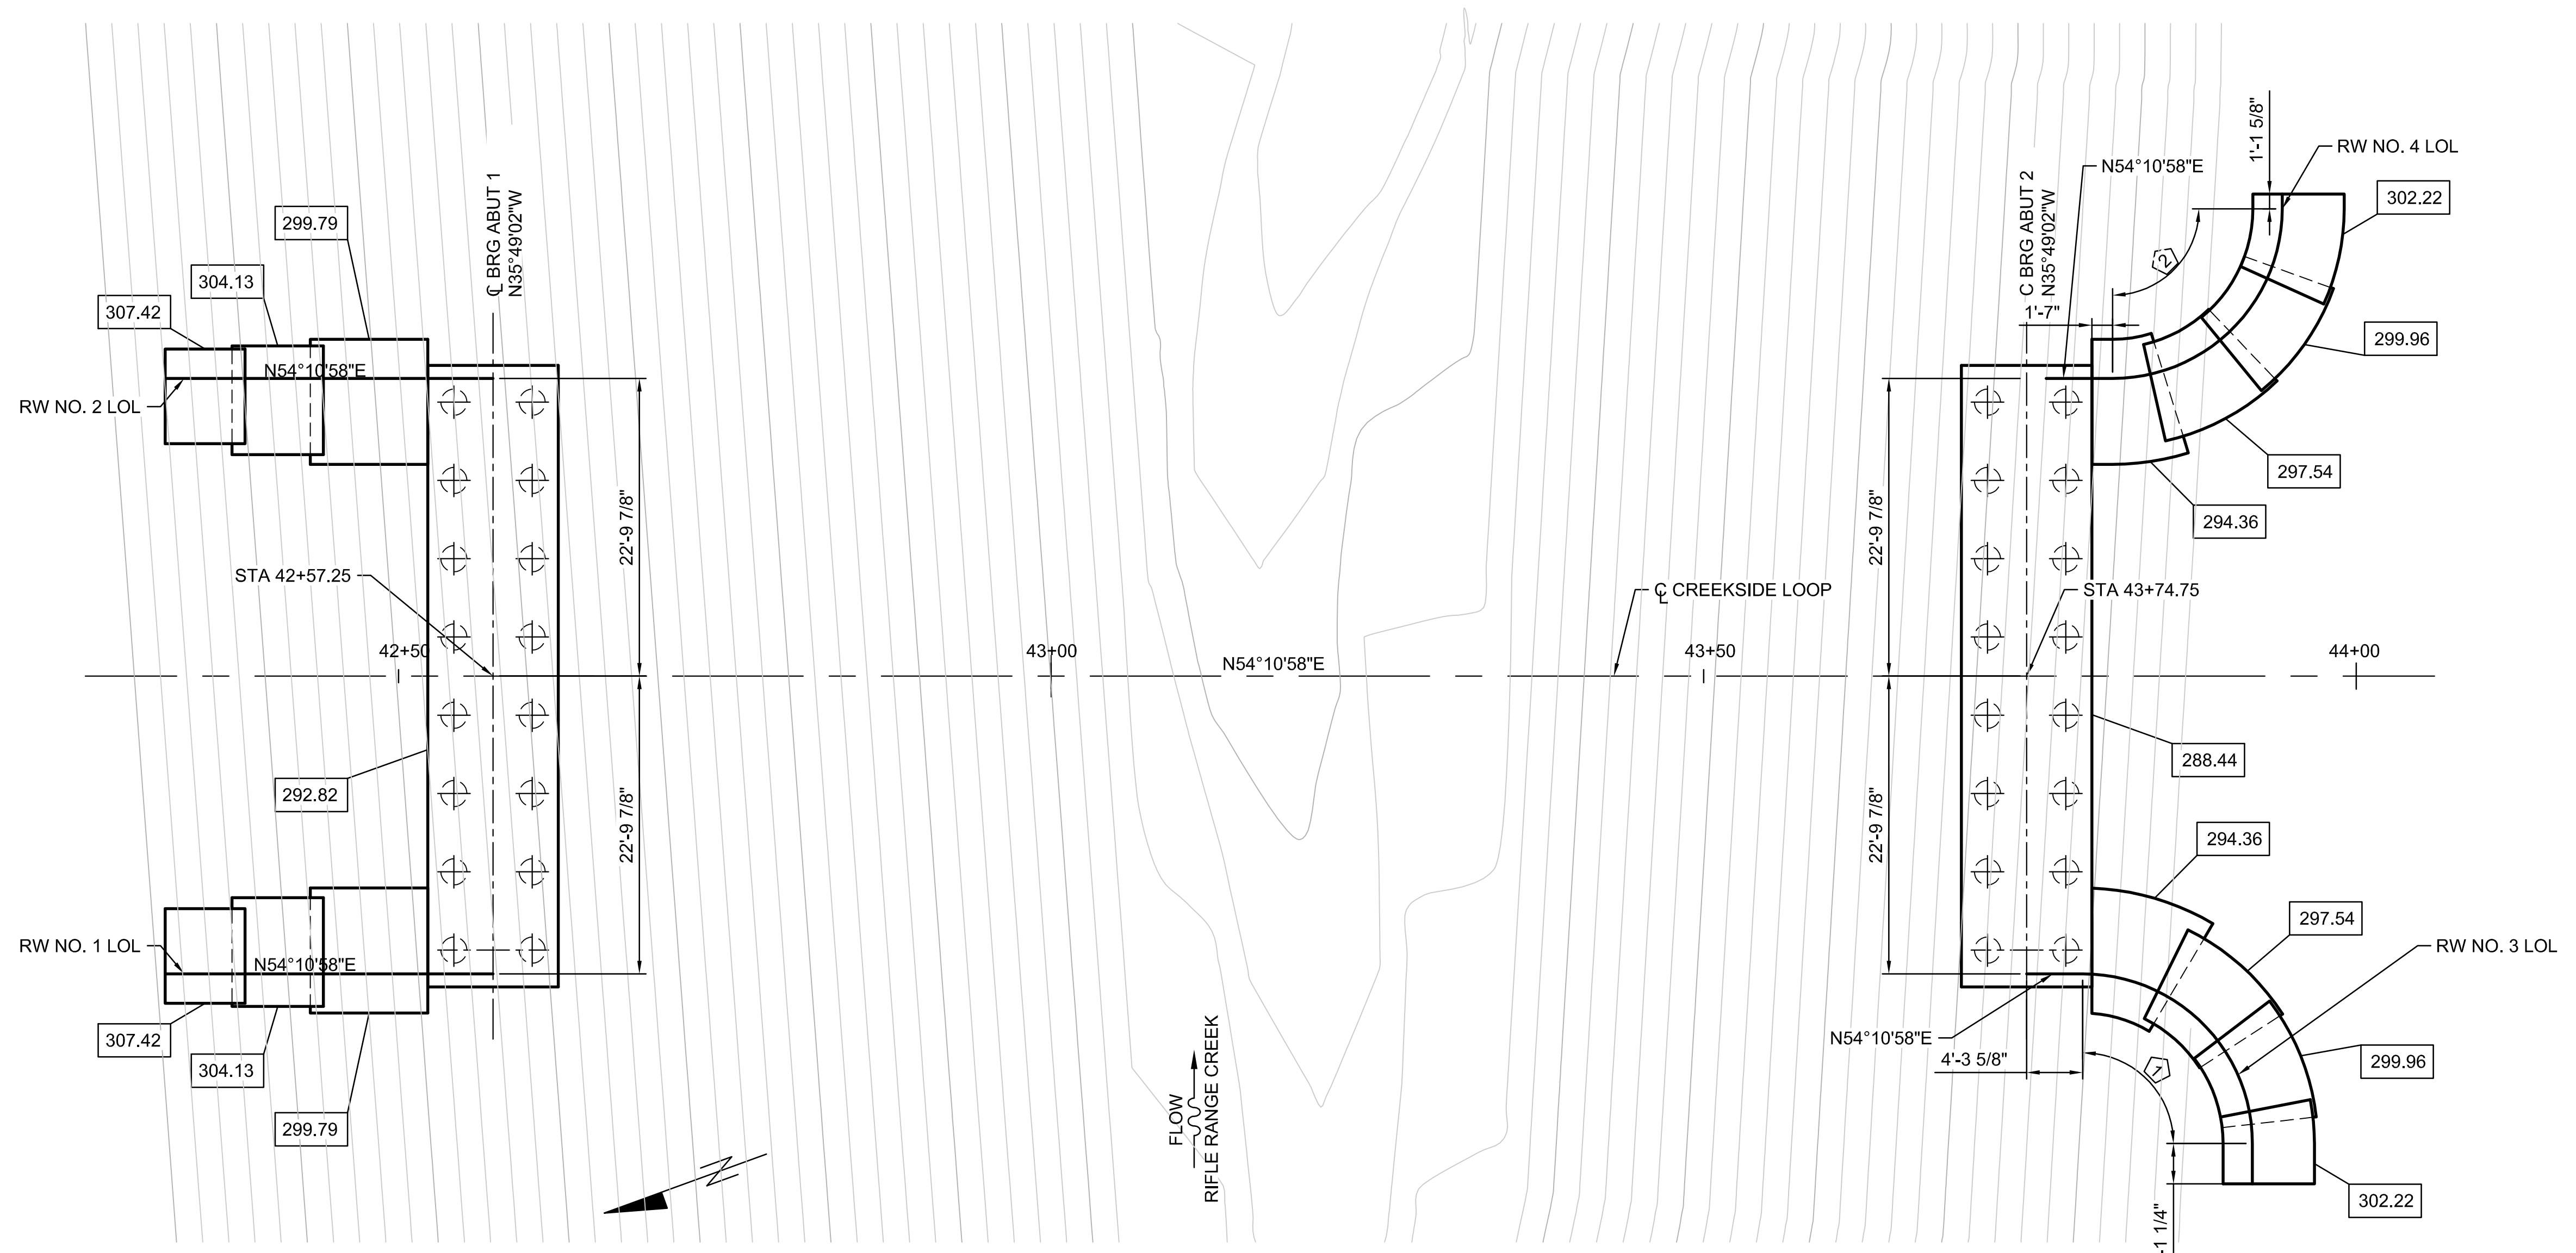 ℄ BRG ABUT 1
N35°49'02"W
C BRG ABUT 2
N35°49'02"W
1'-1 5/8"
RW NO. 4 LOL
N54°10'58"E
302.22
299.79
304.13
307.42
2
1'-7"
299.96
N54°10'58"E
RW NO. 2 LOL
297.54
294.36
22'-9 7/8"
22'-9 7/8"
STA 42+57.25
℄ CREEKSIDE LOOP
STA 43+74.75
42+50
43+00
N54°10'58"E
43+50
44+00
292.82
288.44
22'-9 7/8"
22'-9 7/8"
294.36
297.54
RW NO. 1 LOL
N54°10'58"E
RW NO. 3 LOL
307.42
304.13
299.79
N54°10'58"E
4'-3 5/8"
1
299.96
302.22
FLOW
RIFLE RANGE CREEK
N
-1 1/4"